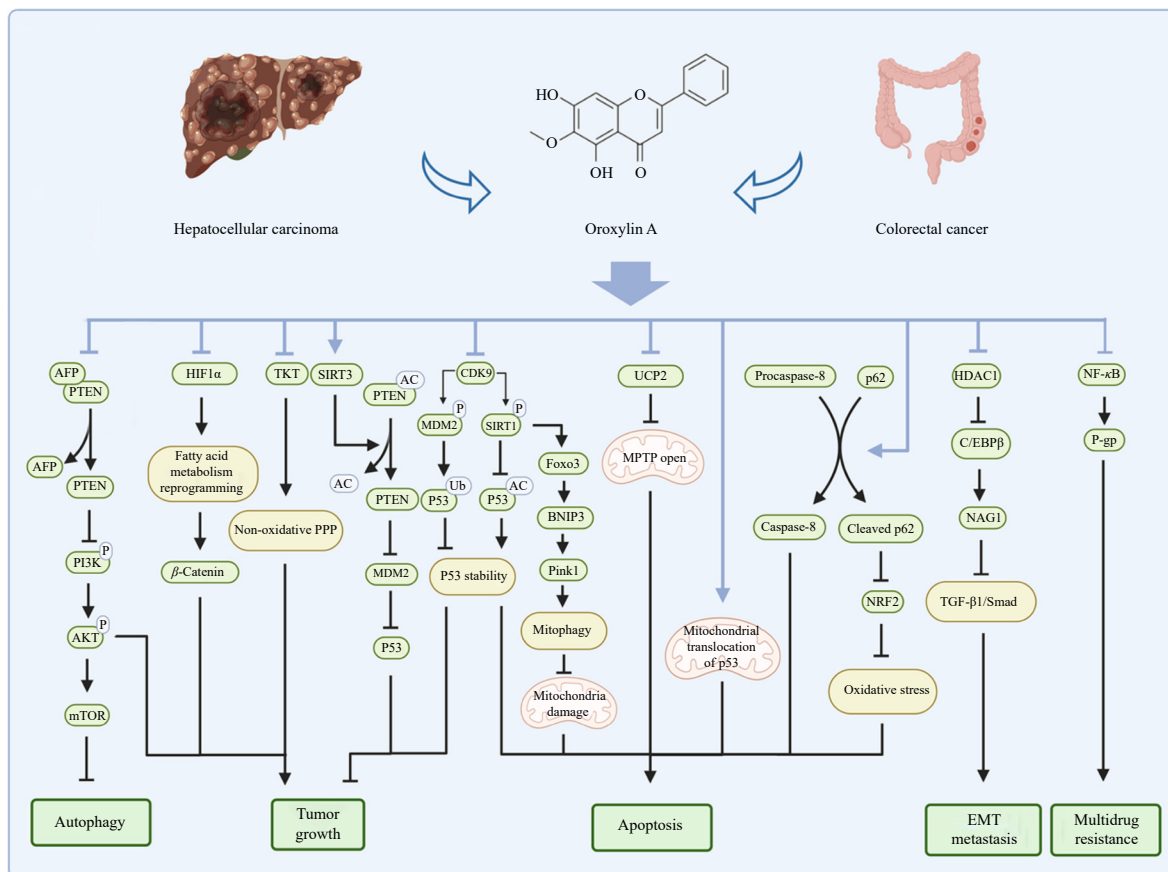 HO
O
O
OH
O
Hepatocellular carcinoma
Oroxylin A
Colorectal cancer
AFP
PTEN
HIF1α
TKT
SIRT3
AC
PTEN
CDK9
UCP2
Procaspase-8
p62
HDAC1
NF-κB
P
MDM2
P
SIRT1
C/EBPβ
P-gp
AFP
PTEN
Fatty acid
metabolism
reprogramming
Foxo3
MPTP open
AC
PTEN
Ub
P53
AC
P53
BNIP3
NAG1
Non-oxidative PPP
Caspase-8
Cleaved p62
P
PI3K
β-Catenin
MDM2
P53 stability
Pink1
NRF2
TGF-β1/Smad
P
AKT
P53
Mitophagy
Mitochondrial
translocation
of p53
mTOR
Mitochondria
damage
Oxidative stress
Autophagy
Tumor
growth
Apoptosis
EMT
metastasis
Multidrug
resistance